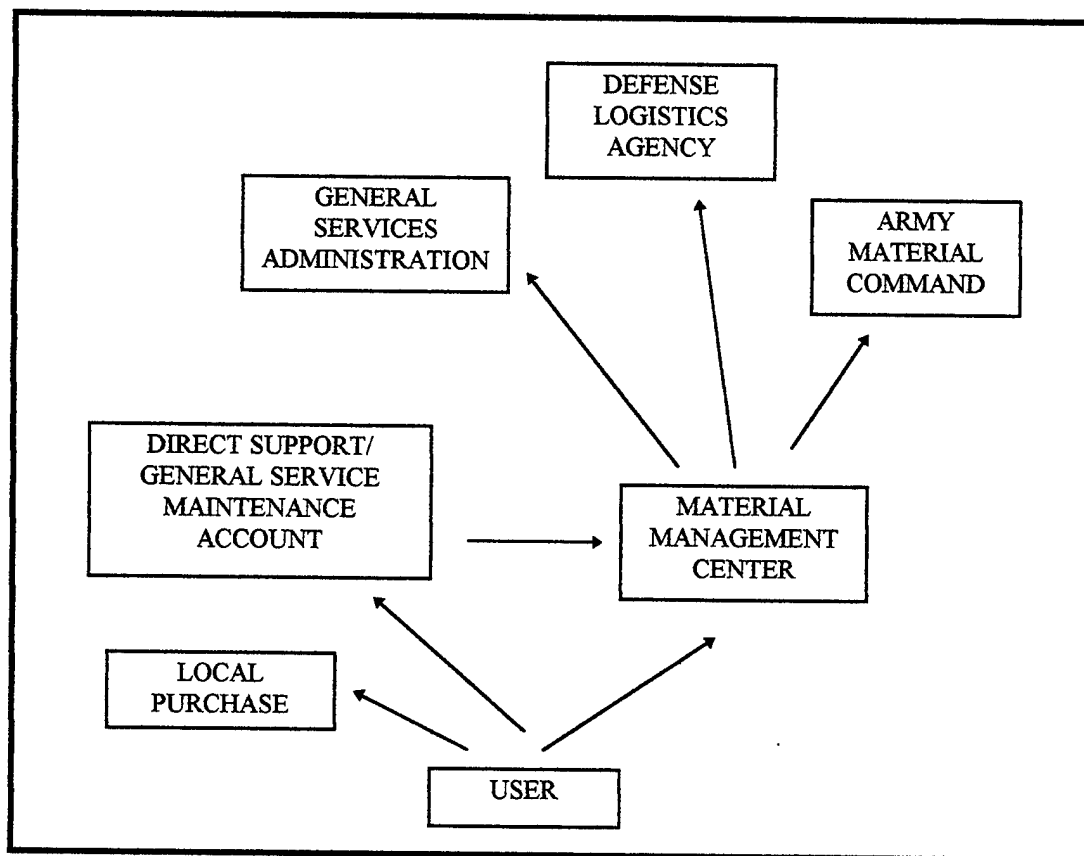 DEFENSE
LOGISTICS
AGENCY
GENERAL
SERVICES
ADMINISTRATION
ARMY
MATERIAL
COMMAND
DIRECT SUPPORT/
GENERAL SERVICE
MAINTENANCE
ACCOUNT
MATERIAL
MANAGEMENT
CENTER
LOCAL
PURCHASE
USER